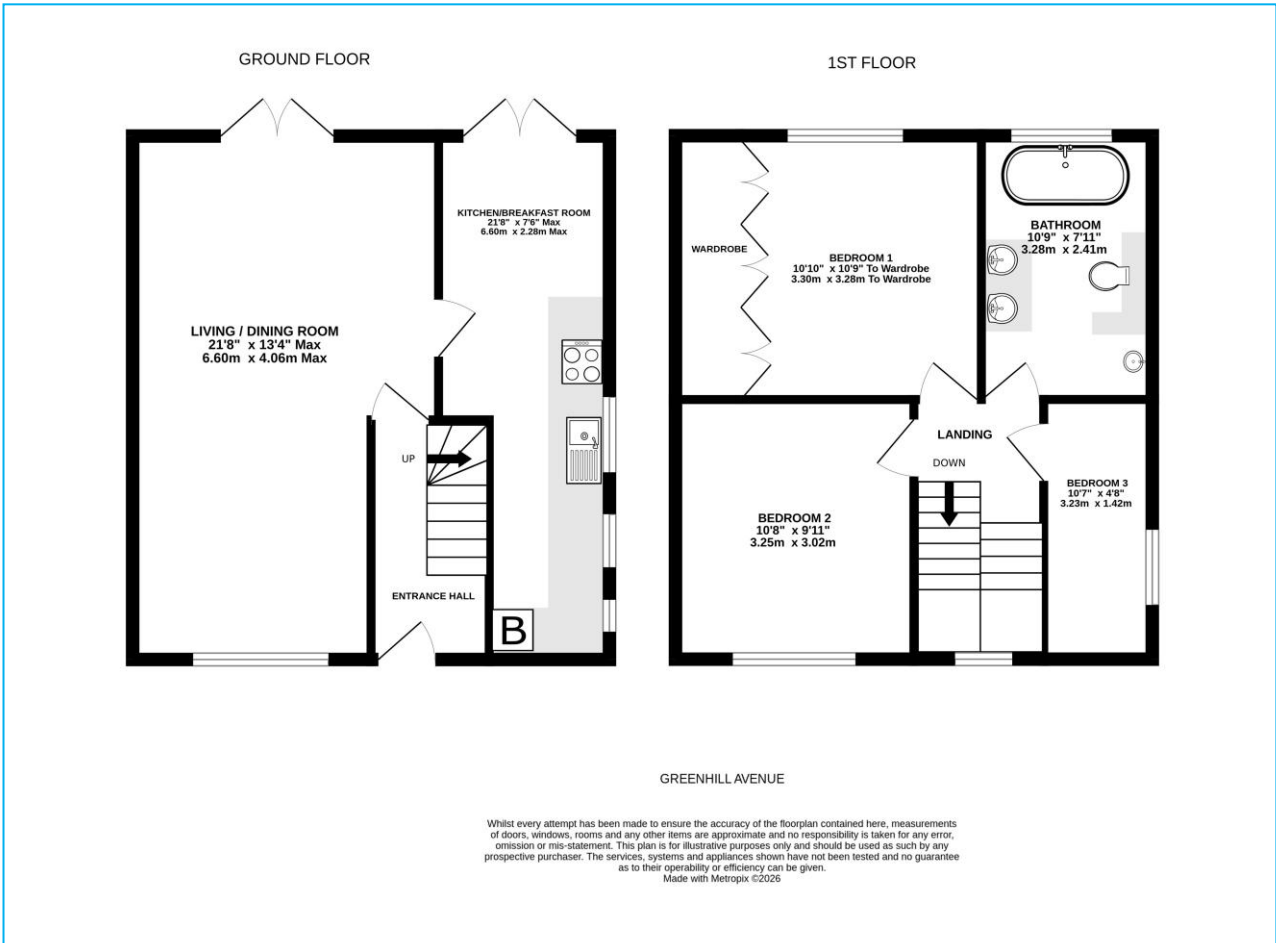 GROUND FLOOR
KITCHEN/BREAKFAST ROOM
21'8" x 7'6" Max
6.60m x 2.28m Max
LIVING / DINING ROOM
21'8" x 13'4" Max
6.60m x 4.06m Max
UP
ENTRANCE HALL
B
1ST FLOOR
WARDROBE
BEDROOM 1
10'10" x 10'9" To Wardrobe
3.30m x 3.28m To Wardrobe
BATHROOM
10'9" x 7'11"
3.28m x 2.41m
LANDING
DOWN
BEDROOM 2
10'8" x 9'11"
3.25m x 3.02m
BEDROOM 3
10'7" x 4'8"
3.23m x 1.42m
GREENHILL AVENUE
Whilst every attempt has been made to ensure the accuracy of the floorplan contained here, measurements
of doors, windows, rooms and any other items are approximate and no responsibility is taken for any error,
omission or mis-statement. This plan is for illustrative purposes only and should be used as such by any
prospective purchaser. The services, systems and appliances shown have not been tested and no guarantee
as to their operability or efficiency can be given.
Made with Metropix ©2026